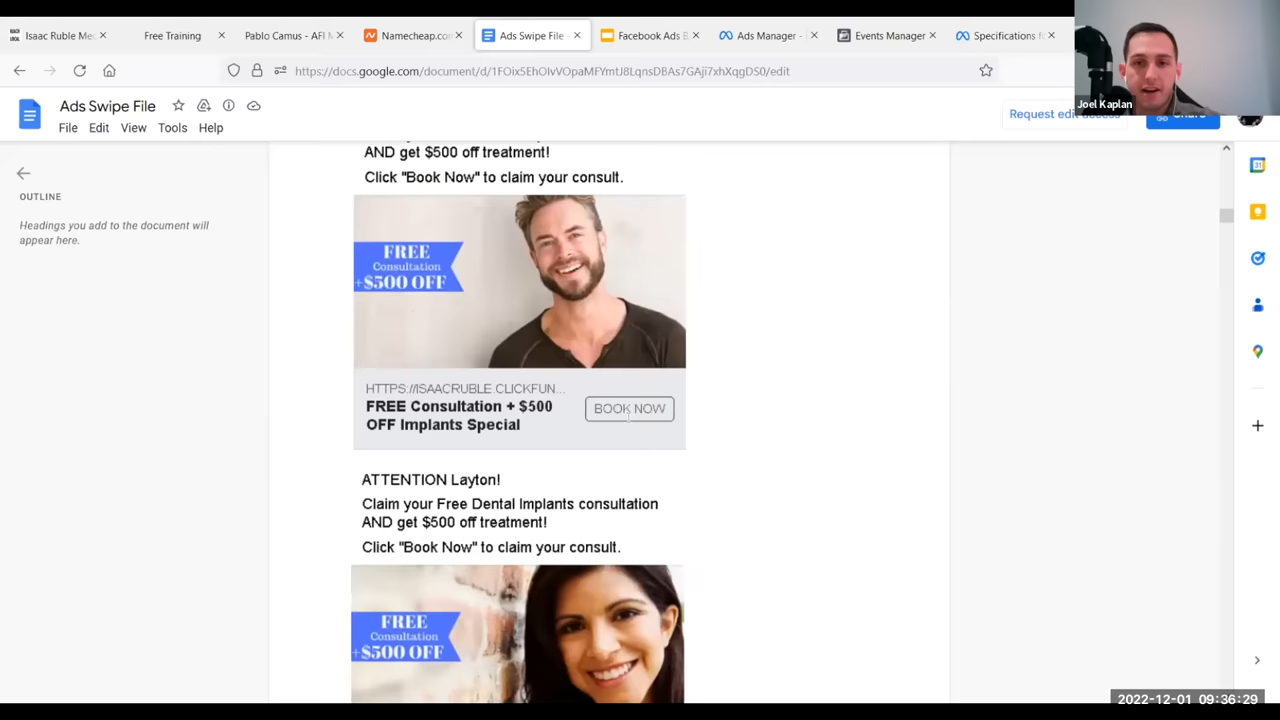 Isaac Ruble Me
Free Training
Pablo Camus - AFI
Namecheap.co
Ads Swipe File -
Facebook Ads
Ads Manager -
Events Manager
Specifications
https://docs.google.com/document/d/1FOix5EhOIvVOpaMFYmtJ8LqnsDBAs7GAji7xhXqgDS0/edit
Joel Kaplan
Ads Swipe File
File Edit View Tools Help
Request edit access
Share
OUTLINE
Headings you add to the document will
appear here.
AND get $500 off treatment!
Click "Book Now" to claim your consult.
FREE
Consultation
+$500 OFF
HTTPS://ISAACRUBLE.CLICKFUN...
FREE Consultation + $500
OFF Implants Special
BOOK NOW
ATTENTION Layton!
Claim your Free Dental Implants consultation
AND get $500 off treatment!
Click "Book Now" to claim your consult.
FREE
Consultation
+$500 OFF
2022-12-01 09:36:29